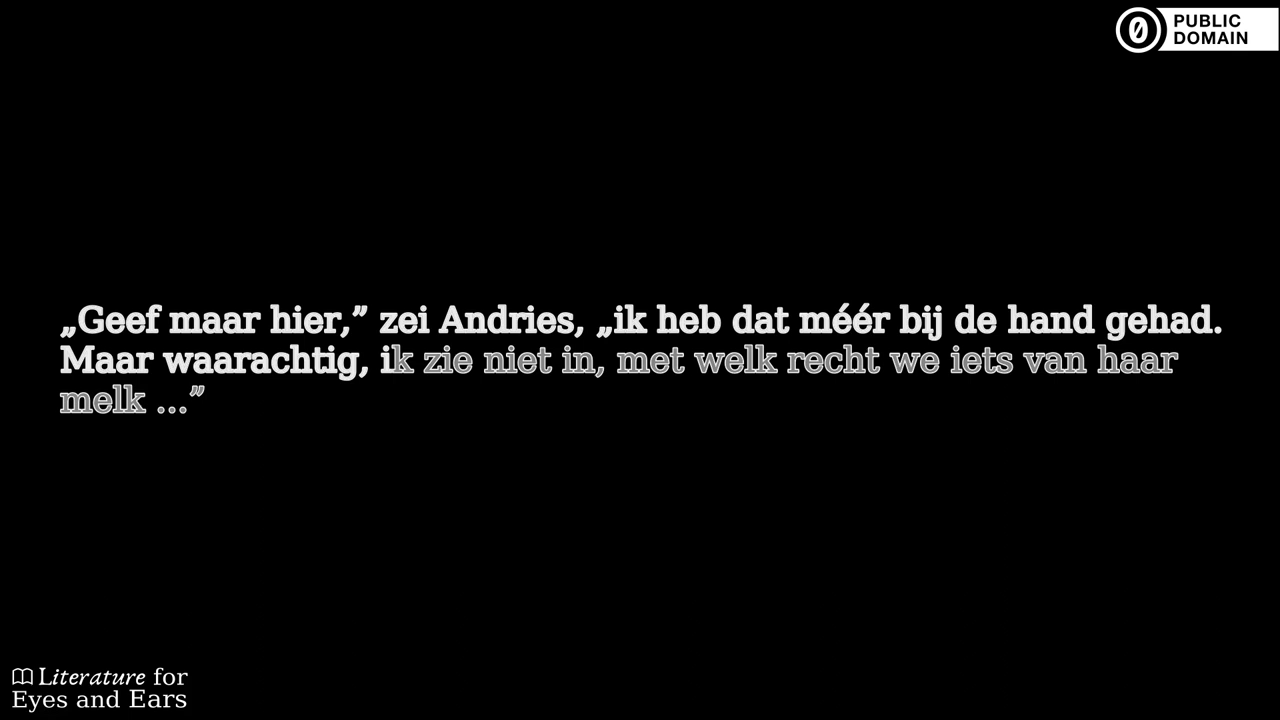 PUBLIC
DOMAIN
„Geef maar hier,” zei Andries, „ik heb dat méér bij de hand gehad.
Maar waarachtig, ik zie niet in, met welk recht we iets van haar
melk ...”
Literature for
Eyes and Ears